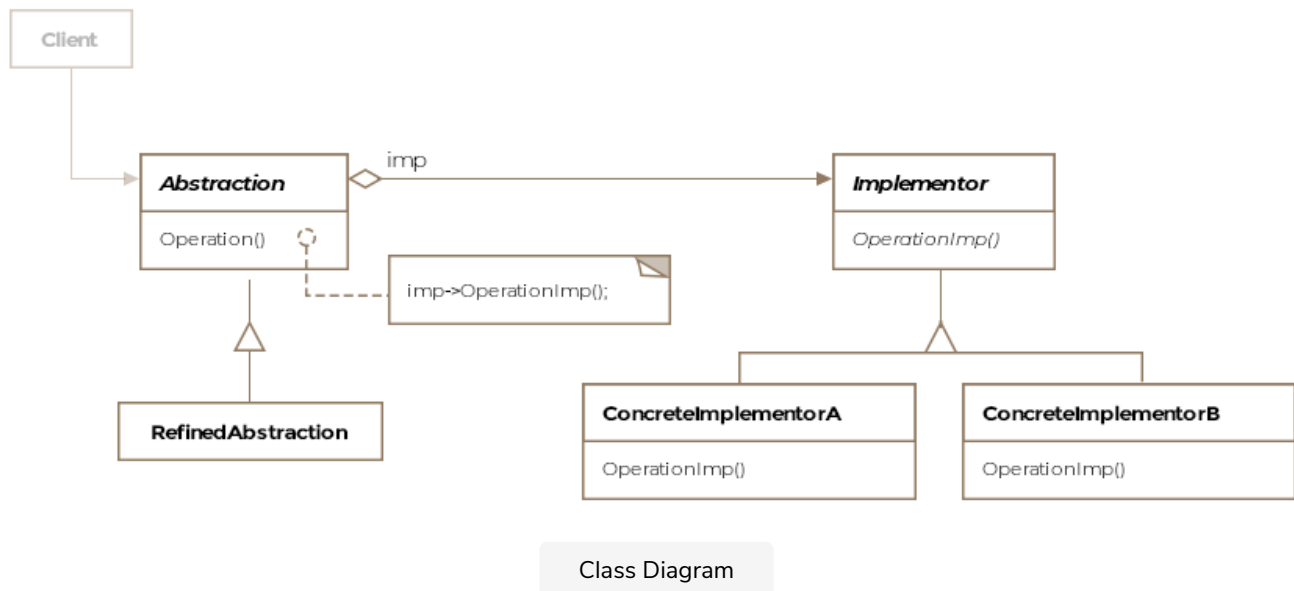 Client
imp
Abstraction
Implementor
Operation()
OperationImp()
imp->OperationImp();
ConcreteImplementorA
ConcreteImplementorB
RefinedAbstraction
OperationImp()
OperationImp()
Class Diagram